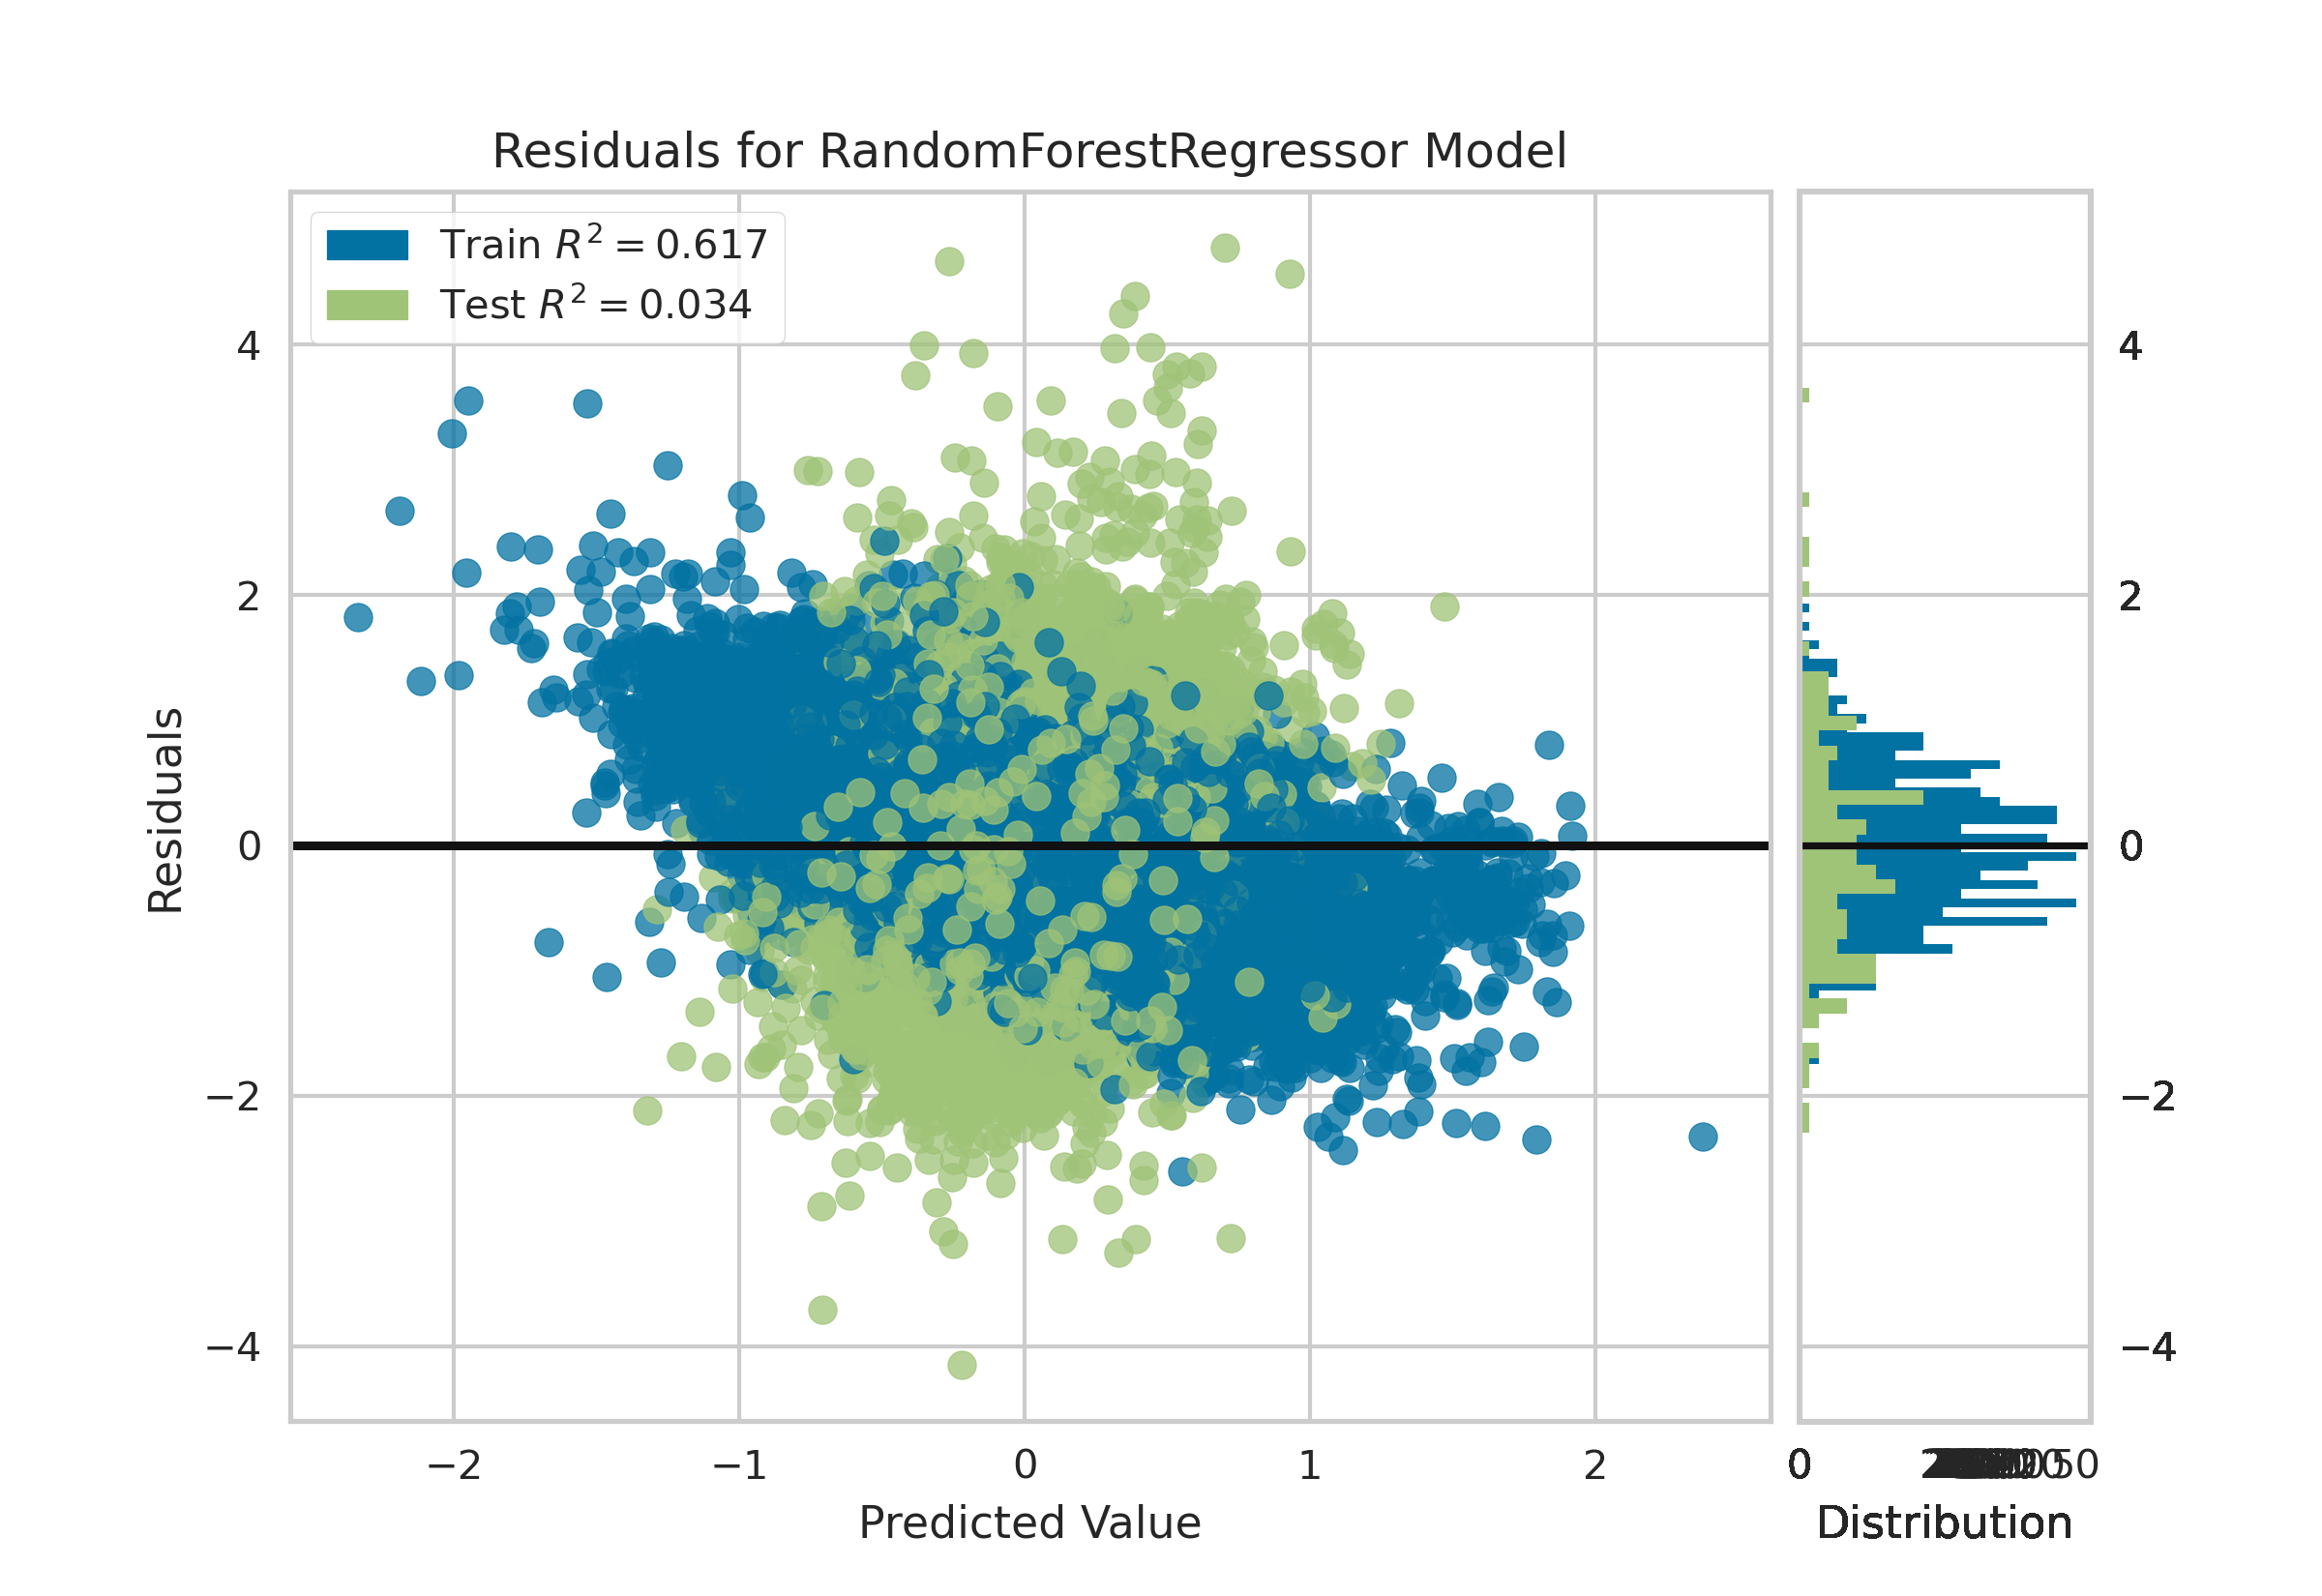 Residuals for RandomForestRegressor Model
Train R² = 0.617
Test R² = 0.034
Residuals
4
2
0
−2
−4
−2
−1
0
1
2
Predicted Value
4
2
0
−2
−4
0
Distribution